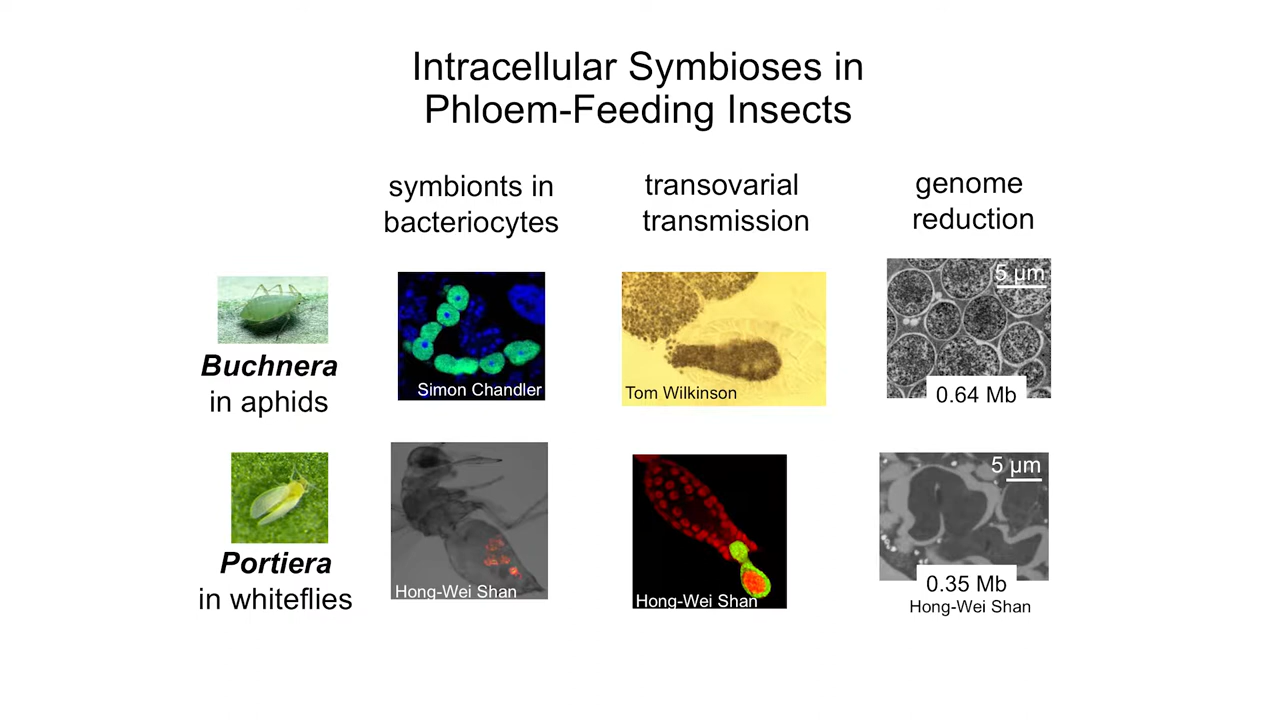 Intracellular Symbioses in
Phloem-Feeding Insects
symbionts in
bacteriocytes
transovarial
transmission
genome
reduction
Buchnera
in aphids
Simon Chandler
Tom Wilkinson
5 µm
0.64 Mb
Portiera
in whiteflies
Hong-Wei Shan
Hong-Wei Shan
5 µm
0.35 Mb
Hong-Wei Shan